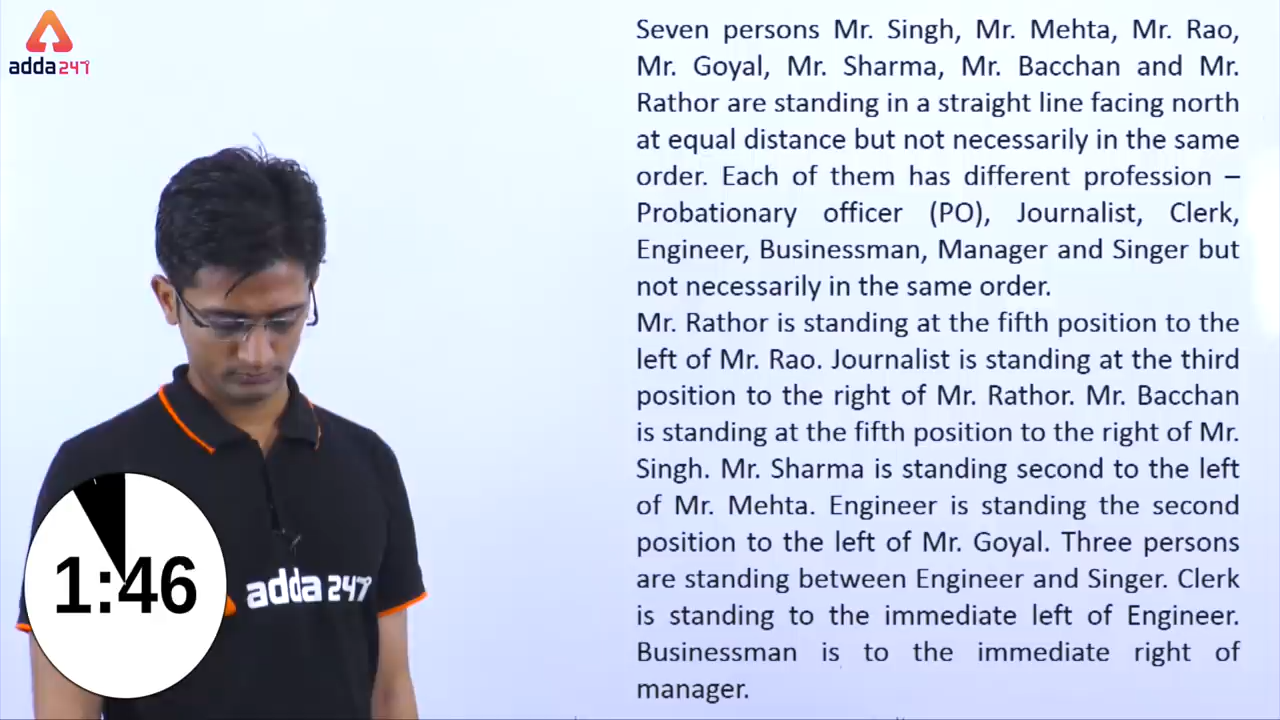 adda247
Seven persons Mr. Singh, Mr. Mehta, Mr. Rao,
Mr. Goyal, Mr. Sharma, Mr. Bacchan and Mr.
Rathor are standing in a straight line facing north
at equal distance but not necessarily in the same
order. Each of them has different profession –
Probationary officer (PO), Journalist, Clerk,
Engineer, Businessman, Manager and Singer but
not necessarily in the same order.
Mr. Rathor is standing at the fifth position to the
left of Mr. Rao. Journalist is standing at the third
position to the right of Mr. Rathor. Mr. Bacchan
is standing at the fifth position to the right of Mr.
Singh. Mr. Sharma is standing second to the left
of Mr. Mehta. Engineer is standing the second
position to the left of Mr. Goyal. Three persons
are standing between Engineer and Singer. Clerk
is standing to the immediate left of Engineer.
Businessman is to the immediate right of
manager.
1:46
adda247